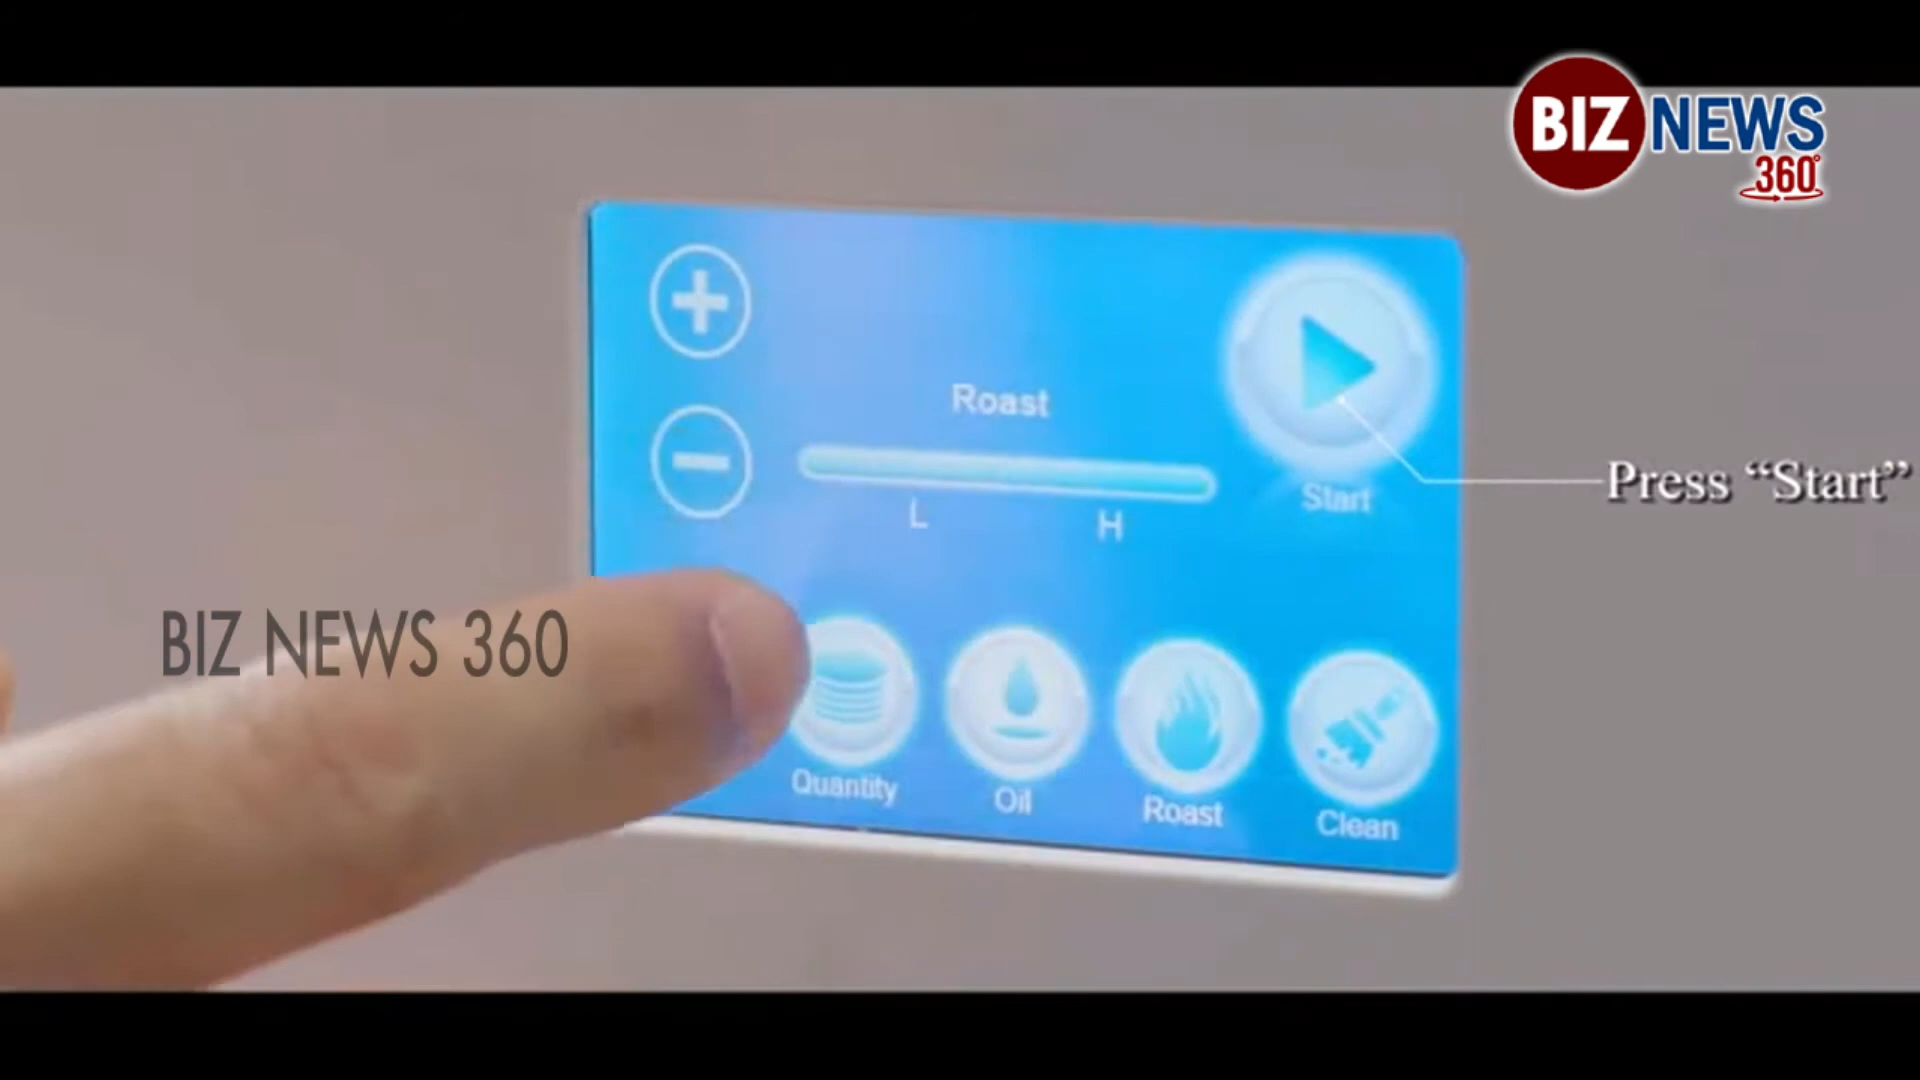 BIZ NEWS
360°
Roast
L H
Start
Press “Start”
BIZ NEWS 360
Quantity Oil Roast Clean